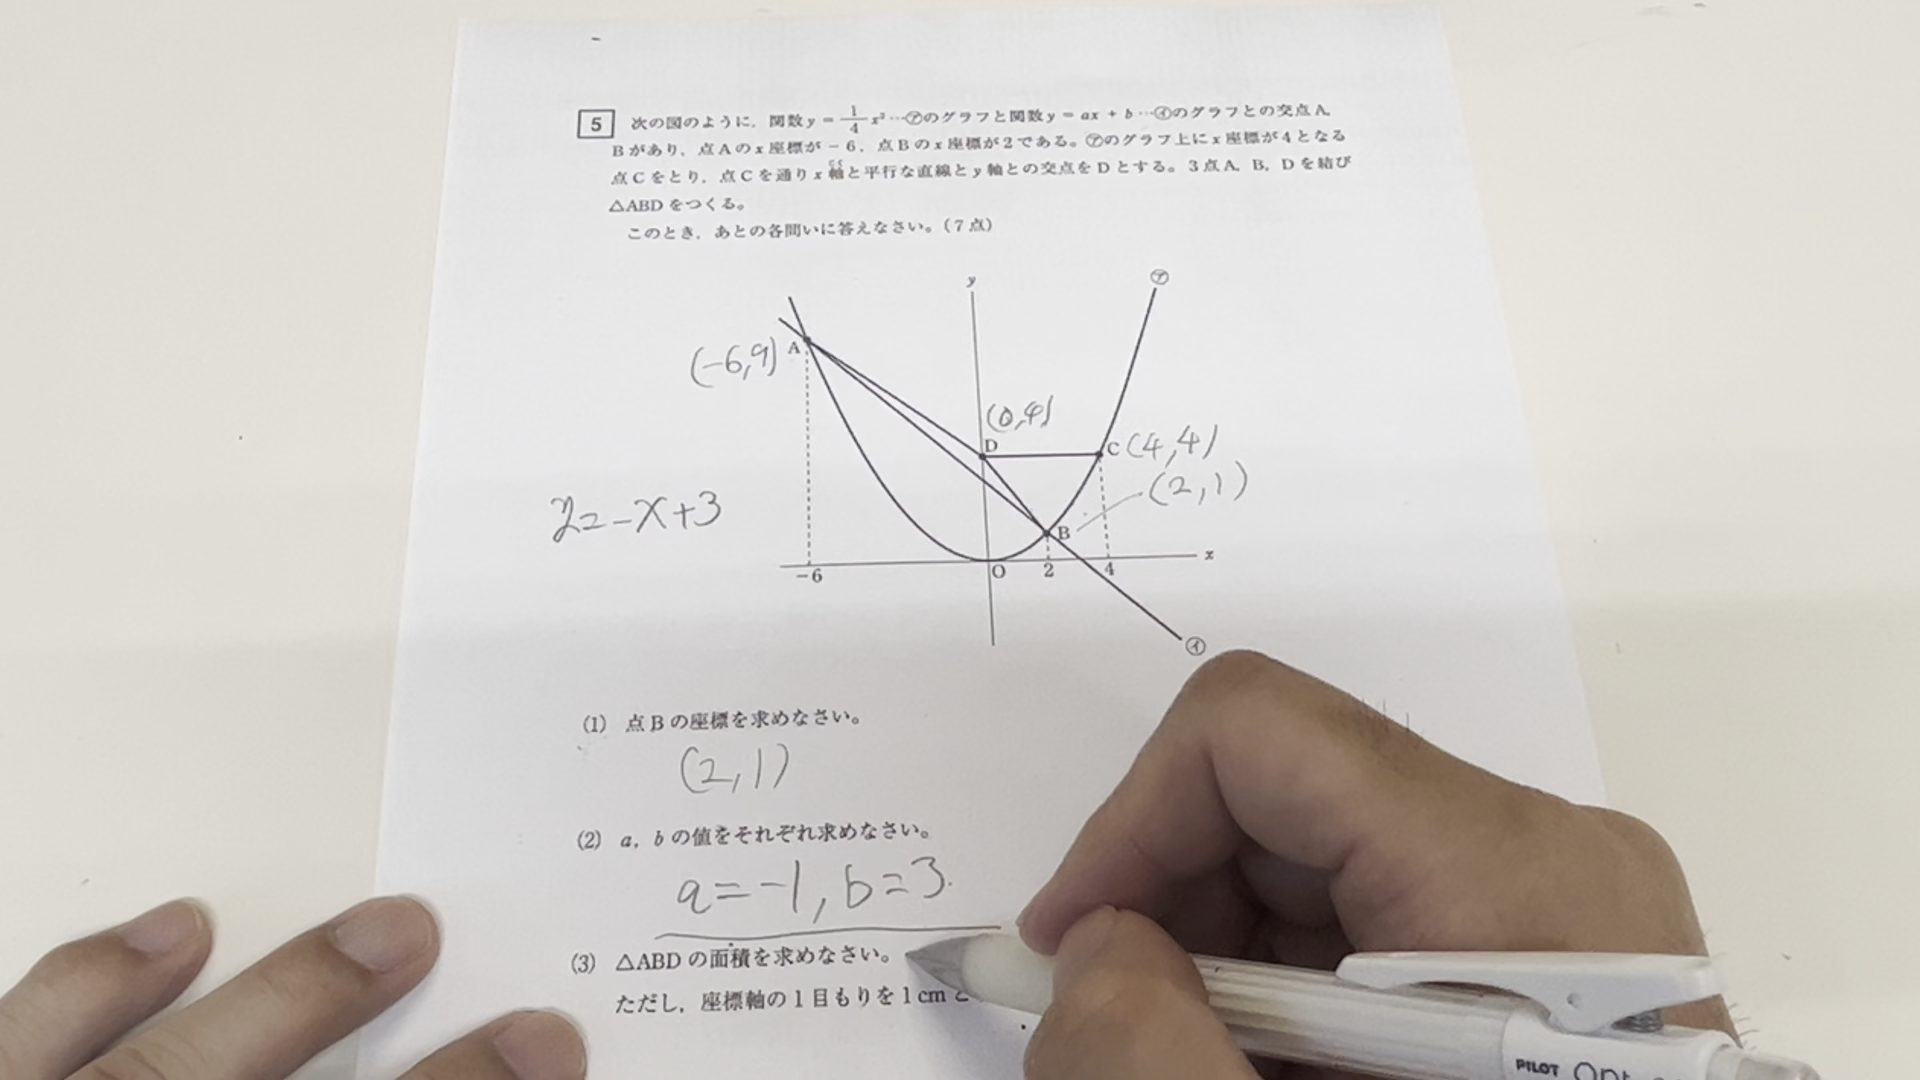 5 次の図のように，関数 y = 1/4 x² …㋐のグラフと関数 y = ax + b …㋑のグラフとの交点A，
Bがあり，点Aのx座標が－6，点Bのx座標が2である。㋐のグラフ上にx座標が4となる
点Cをとり，点Cを通りx軸と平行な直線とy軸との交点をDとする。3点A，B，Dを結び
△ABDをつくる。
このとき，あとの各問いに答えなさい。（7点）
y
㋐
(-6,9) A
(0,4)
D
C (4,4)
(2,1)
y=-x+3
B
x
-6 O 2 4
㋑
(1) 点Bの座標を求めなさい。
(2,1)
(2) a，bの値をそれぞれ求めなさい。
a=-1, b=3
(3) △ABDの面積を求めなさい。
ただし，座標軸の1目もりを1cmと
PILOT